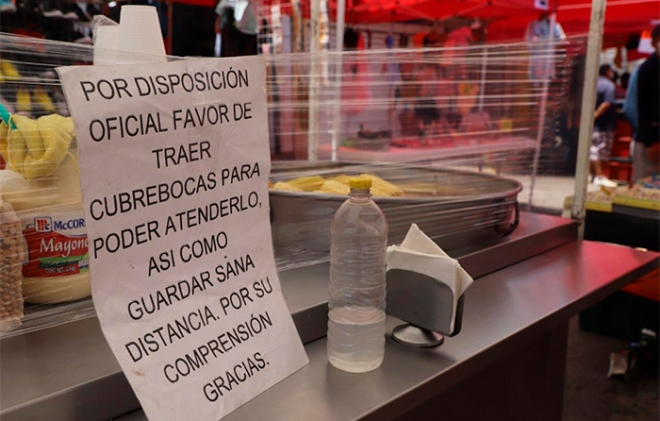 POR DISPOSICIÓN
OFICIAL FAVOR DE
TRAER
CUBREBOCAS PARA
PODER ATENDERLO,
ASI COMO
GUARDAR SANA
DISTANCIA. POR SU
COMPRENSIÓN
GRACIAS.
McCOR
Mayon